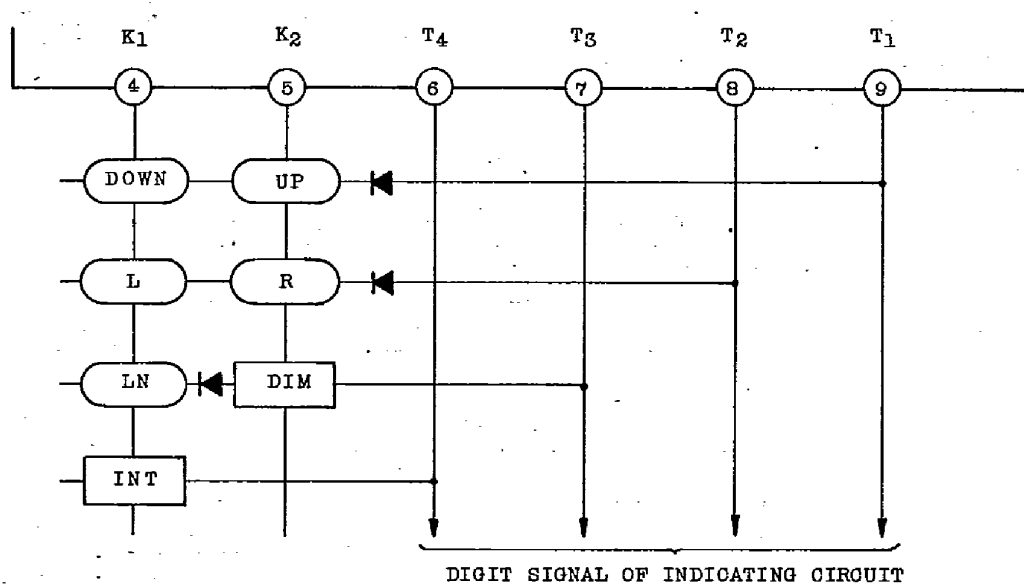 K1 K2 T4 T3 T2 T1
4 5 6 7 8 9
DOWN UP
L R
LN DIM
INT
DIGIT SIGNAL OF INDICATING CIRCUIT